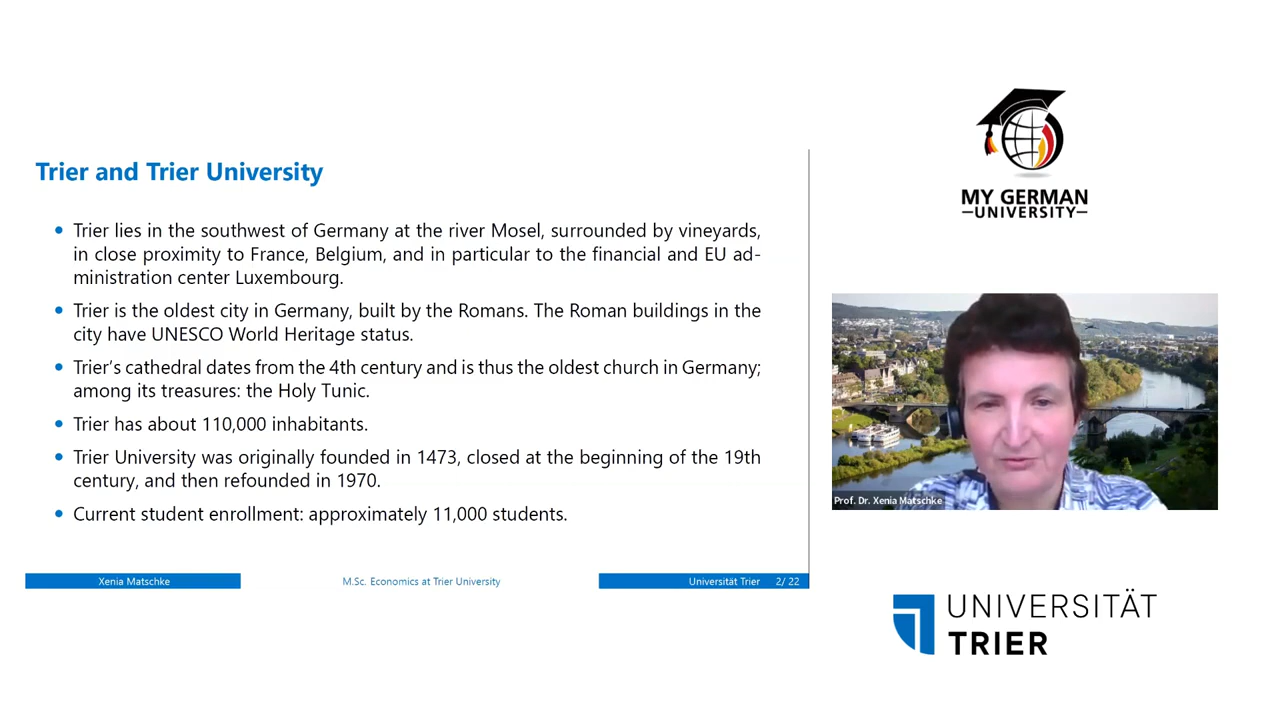 Trier and Trier University
• Trier lies in the southwest of Germany at the river Mosel, surrounded by vineyards,
in close proximity to France, Belgium, and in particular to the financial and EU ad-
ministration center Luxembourg.
• Trier is the oldest city in Germany, built by the Romans. The Roman buildings in the
city have UNESCO World Heritage status.
• Trier's cathedral dates from the 4th century and is thus the oldest church in Germany;
among its treasures: the Holy Tunic.
• Trier has about 110,000 inhabitants.
• Trier University was originally founded in 1473, closed at the beginning of the 19th
century, and then refounded in 1970.
• Current student enrollment: approximately 11,000 students.
Xenia Matschke
M.Sc. Economics at Trier University
Universität Trier 2/ 22
MY GERMAN
UNIVERSITY
Prof. Dr. Xenia Matschke
UNIVERSITÄT
TRIER